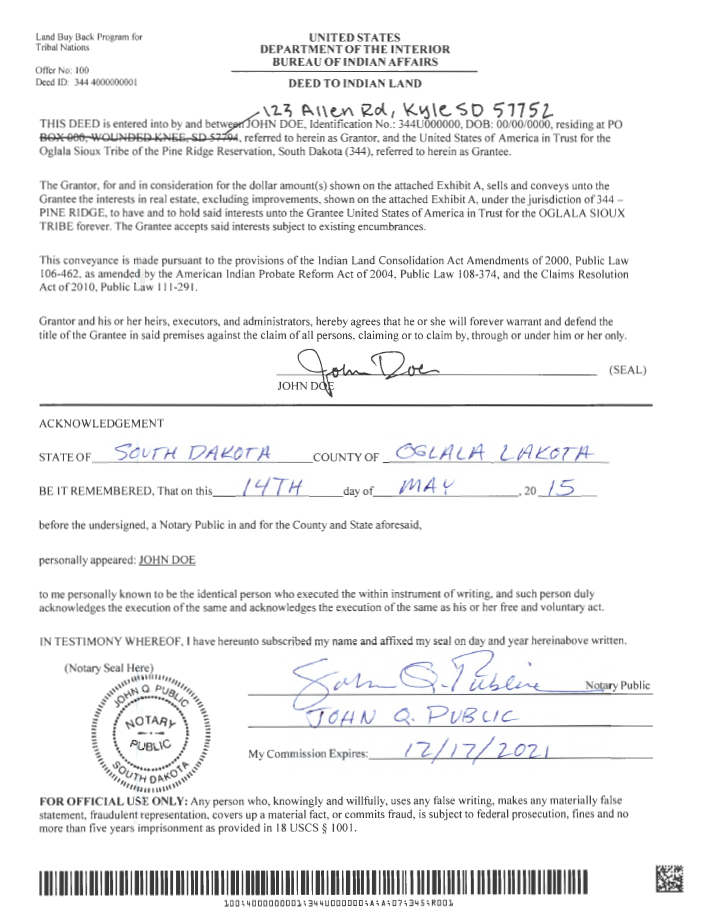 Land Buy Back Program for
Tribal Nations
Offer No: 100
Deed ID: 344 4000000001
UNITED STATES
DEPARTMENT OF THE INTERIOR
BUREAU OF INDIAN AFFAIRS
DEED TO INDIAN LAND
123 Allen Rd, Kyle SD 57752
THIS DEED is entered into by and between JOHN DOE, Identification No.: 344U000000, DOB: 00/00/0000, residing at PO
BOX 000, WOUNDED KNEE, SD 57794, referred to herein as Grantor, and the United States of America in Trust for the
Oglala Sioux Tribe of the Pine Ridge Reservation, South Dakota (344), referred to herein as Grantee.
The Grantor, for and in consideration for the dollar amount(s) shown on the attached Exhibit A, sells and conveys unto the
Grantee the interests in real estate, excluding improvements, shown on the attached Exhibit A, under the jurisdiction of 344 –
PINE RIDGE, to have and to hold said interests unto the Grantee United States of America in Trust for the OGLALA SIOUX
TRIBE forever. The Grantee accepts said interests subject to existing encumbrances.
This conveyance is made pursuant to the provisions of the Indian Land Consolidation Act Amendments of 2000, Public Law
106-462, as amended by the American Indian Probate Reform Act of 2004, Public Law 108-374, and the Claims Resolution
Act of 2010, Public Law 111-291.
Grantor and his or her heirs, executors, and administrators, hereby agrees that he or she will forever warrant and defend the
title of the Grantee in said premises against the claim of all persons, claiming or to claim by, through or under him or her only.
John Doe (SEAL)
JOHN DOE
ACKNOWLEDGEMENT
STATE OF SOUTH DAKOTA COUNTY OF OGLALA LAKOTA
BE IT REMEMBERED, That on this 14TH day of MAY, 20 15
before the undersigned, a Notary Public in and for the County and State aforesaid,
personally appeared: JOHN DOE
to me personally known to be the identical person who executed the within instrument of writing, and such person duly
acknowledges the execution of the same and acknowledges the execution of the same as his or her free and voluntary act.
IN TESTIMONY WHEREOF, I have hereunto subscribed my name and affixed my seal on day and year hereinabove written.
(Notary Seal Here)
JOHN Q. PUBLIC
NOTARY
PUBLIC
SOUTH DAKOTA
John Q. Public Notary Public
JOHN Q. PUBLIC
My Commission Expires: 12/17/2021
FOR OFFICIAL USE ONLY: Any person who, knowingly and willfully, uses any false writing, makes any materially false
statement, fraudulent representation, covers up a material fact, or commits fraud, is subject to federal prosecution, fines and no
more than five years imprisonment as provided in 18 USCS § 1001.